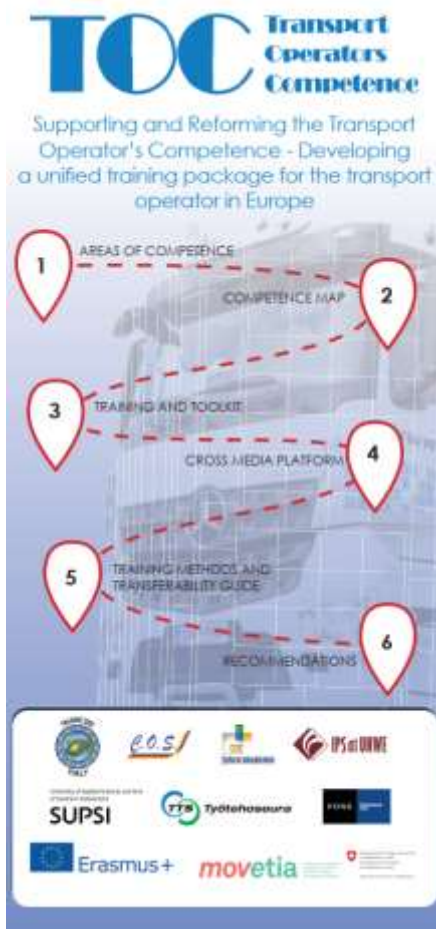 TOC
Transport
Operators
Competence
Supporting and Reforming the Transport
Operator's Competence - Developing
a unified training package for the transport
operator in Europe
1
AREAS OF COMPETENCE
COMPETENCE MAP
2
3
TRAINING AND TOOLKIT
CROSS MEDIA PLATFORM
4
5
TRAINING METHODS AND
TRANSFERABILITY GUIDE
RECOMMENDATIONS
6
ITALY
e.o.s!
IPS at UNWE
SUPSI
TTS Työtehoseura
Erasmus+
movetia